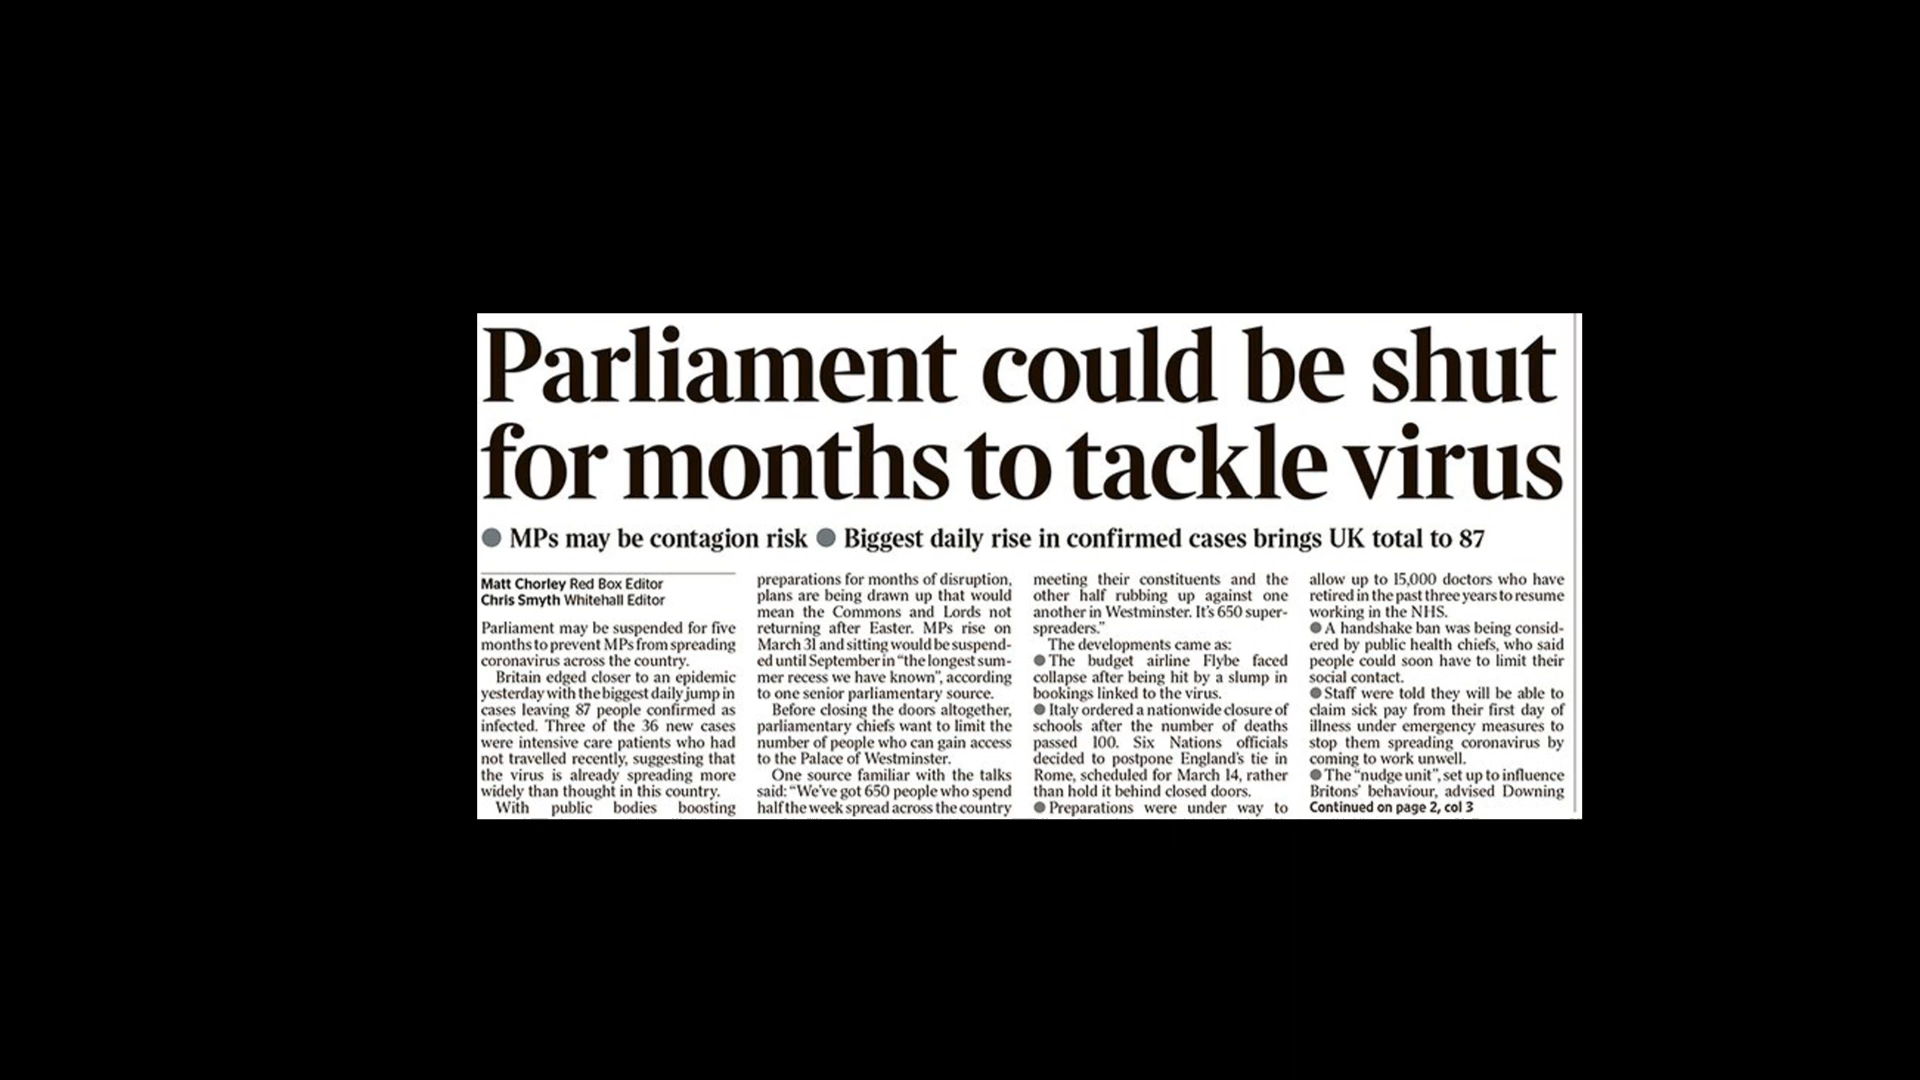 Parliament could be shut
for months to tackle virus
● MPs may be contagion risk ● Biggest daily rise in confirmed cases brings UK total to 87
Matt Chorley Red Box Editor
Chris Smyth Whitehall Editor
Parliament may be suspended for five
months to prevent MPs from spreading
coronavirus across the country.
Britain edged closer to an epidemic
yesterday with the biggest daily jump in
cases leaving 87 people confirmed as
infected. Three of the 36 new cases
were intensive care patients who had
not travelled recently, suggesting that
the virus is already spreading more
widely than thought in this country.
With public bodies boosting
preparations for months of disruption,
plans are being drawn up that would
mean the Commons and Lords not
returning after Easter. MPs rise on
March 31 and sitting would be suspend-
ed until September in “the longest sum-
mer recess we have known”, according
to one senior parliamentary source.
Before closing the doors altogether,
parliamentary chiefs want to limit the
number of people who can gain access
to the Palace of Westminster.
One source familiar with the talks
said: “We’ve got 650 people who spend
half the week spread across the country
meeting their constituents and the
other half rubbing up against one
another in Westminster. It’s 650 super-
spreaders.”
The developments came as:
● The budget airline Flybe faced
collapse after being hit by a slump in
bookings linked to the virus.
● Italy ordered a nationwide closure of
schools after the number of deaths
passed 100. Six Nations officials
decided to postpone England’s tie in
Rome, scheduled for March 14, rather
than hold it behind closed doors.
● Preparations were under way to
allow up to 15,000 doctors who have
retired in the past three years to resume
working in the NHS.
● A handshake ban was being consid-
ered by public health chiefs, who said
people could soon have to limit their
social contact.
● Staff were told they will be able to
claim sick pay from their first day of
illness under emergency measures to
stop them spreading coronavirus by
coming to work unwell.
● The “nudge unit”, set up to influence
Britons’ behaviour, advised Downing
Continued on page 2, col 3